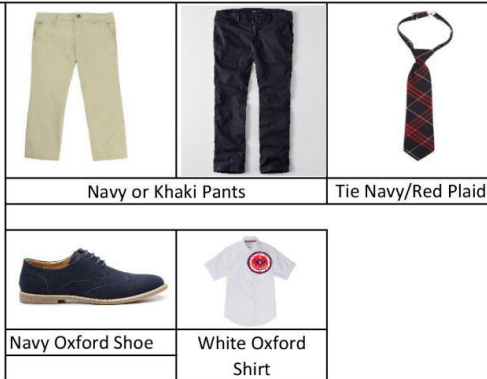 Navy or Khaki Pants
Tie Navy/Red Plaid
Navy Oxford Shoe
White Oxford
Shirt